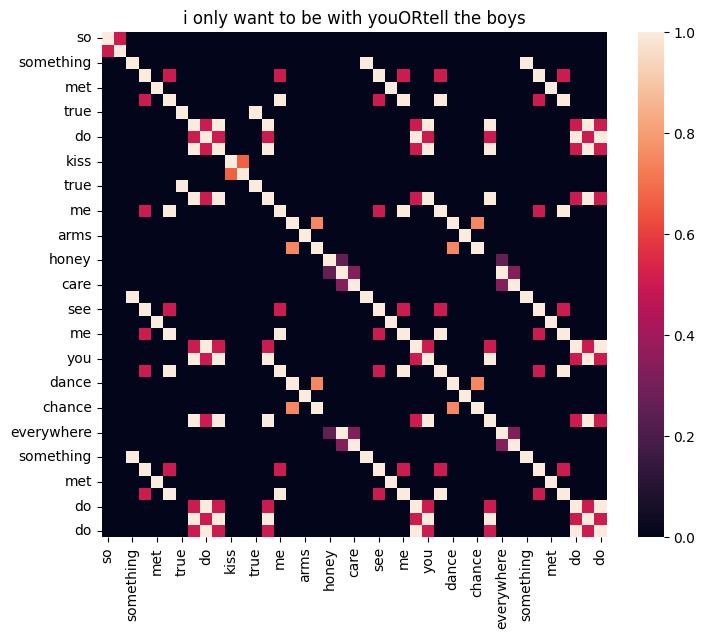 i only want to be with youORtell the boys
so
something
met
true
do
kiss
true
me
arms
honey
care
see
me
you
dance
chance
everywhere
something
met
do
do
so
something
met
true
do
kiss
true
me
arms
honey
care
see
me
you
dance
chance
everywhere
something
met
do
do
1.0
0.8
0.6
0.4
0.2
0.0